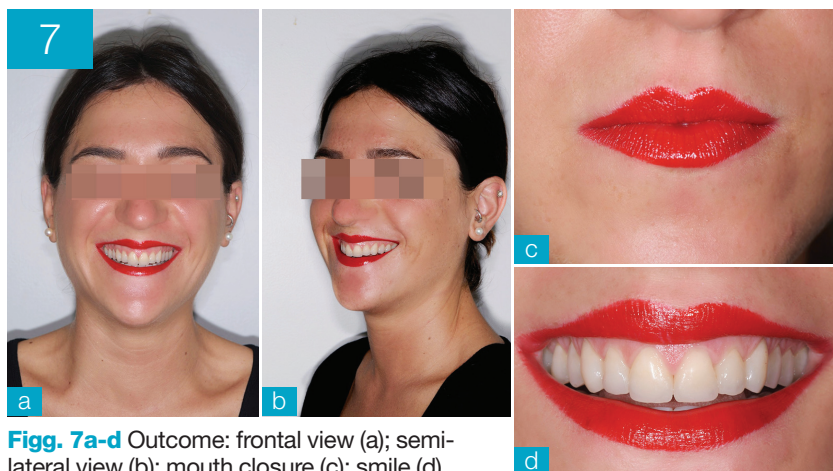 7
a
b
c
d
Figg. 7a-d Outcome: frontal view (a); semi-
lateral view (b); mouth closure (c); smile (d)